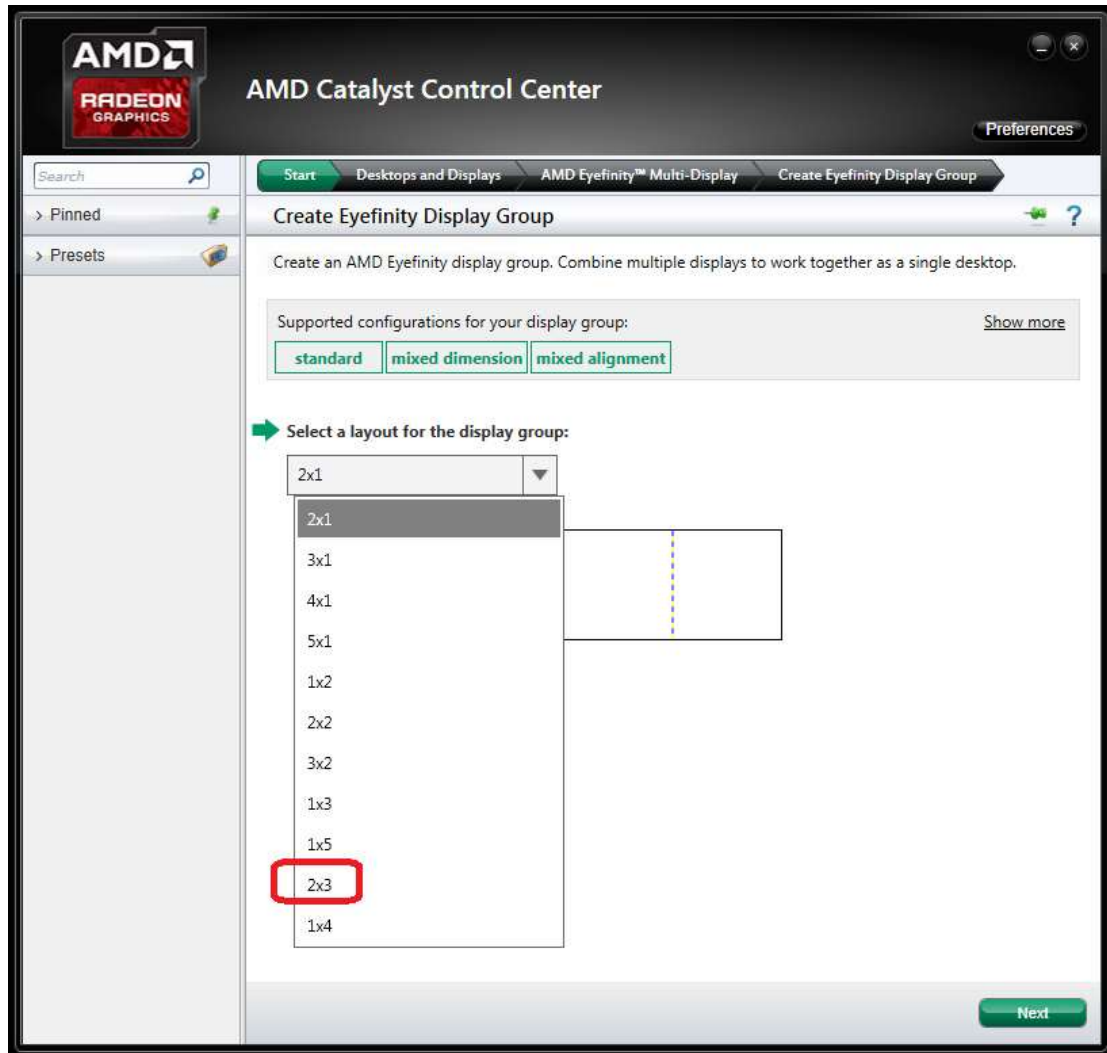 AMD
RADEON
GRAPHICS
AMD Catalyst Control Center
Preferences
Search
Start
Desktops and Displays
AMD Eyefinity™ Multi-Display
Create Eyefinity Display Group
> Pinned
> Presets
Create Eyefinity Display Group
?
Create an AMD Eyefinity display group. Combine multiple displays to work together as a single desktop.
Supported configurations for your display group:
Show more
standard
mixed dimension
mixed alignment
Select a layout for the display group:
2x1
2x1
3x1
4x1
5x1
1x2
2x2
3x2
1x3
1x5
2x3
1x4
Next